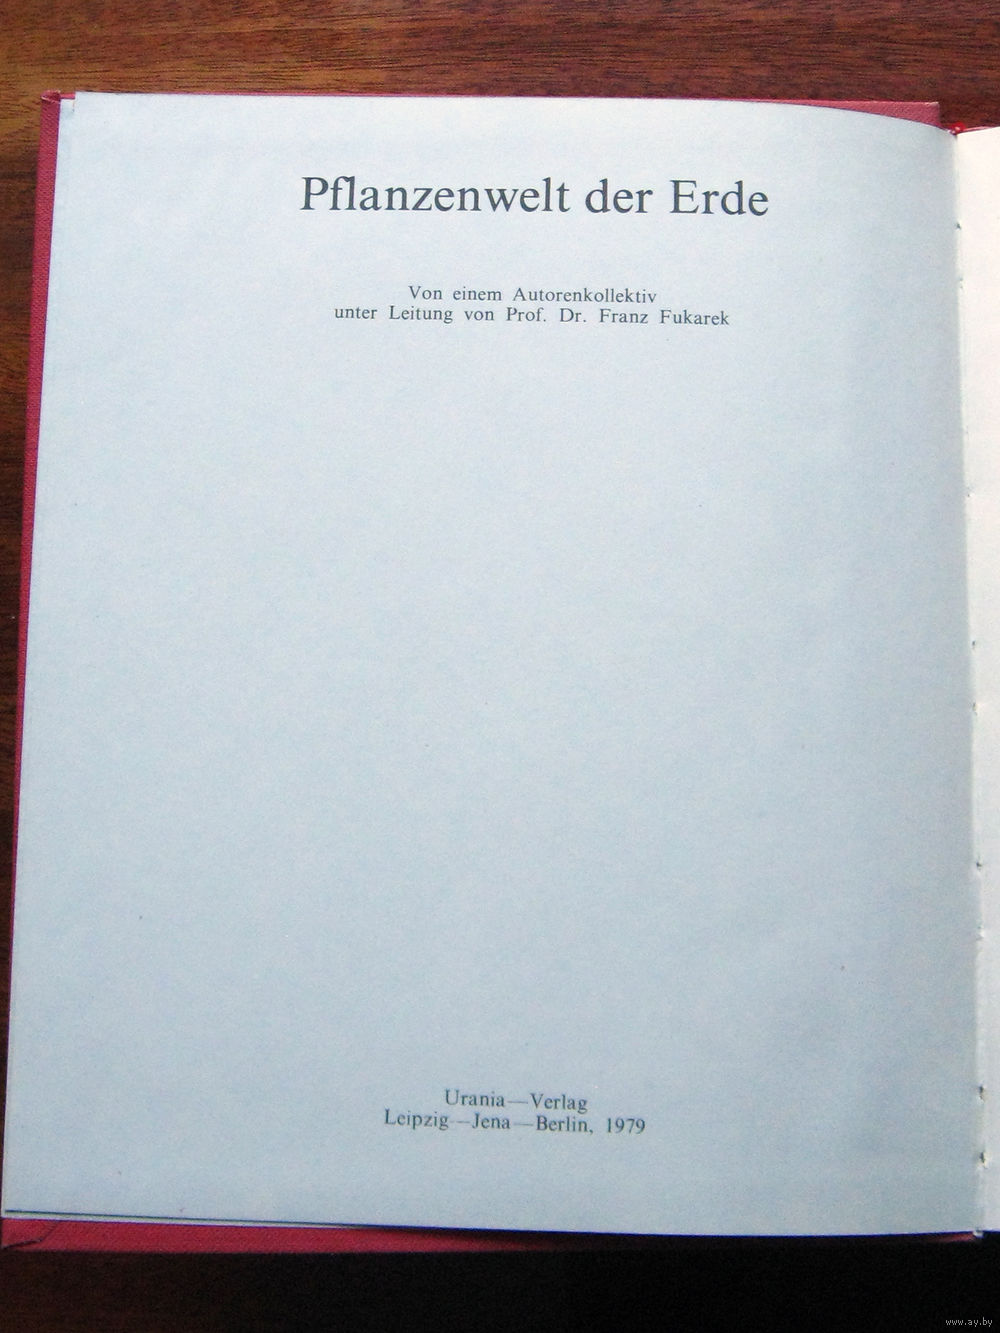 Pflanzenwelt der Erde
Von einem Autorenkollektiv
unter Leitung von Prof. Dr. Franz Fukarek
Urania—Verlag
Leipzig—Jena—Berlin, 1979
www.ay.by